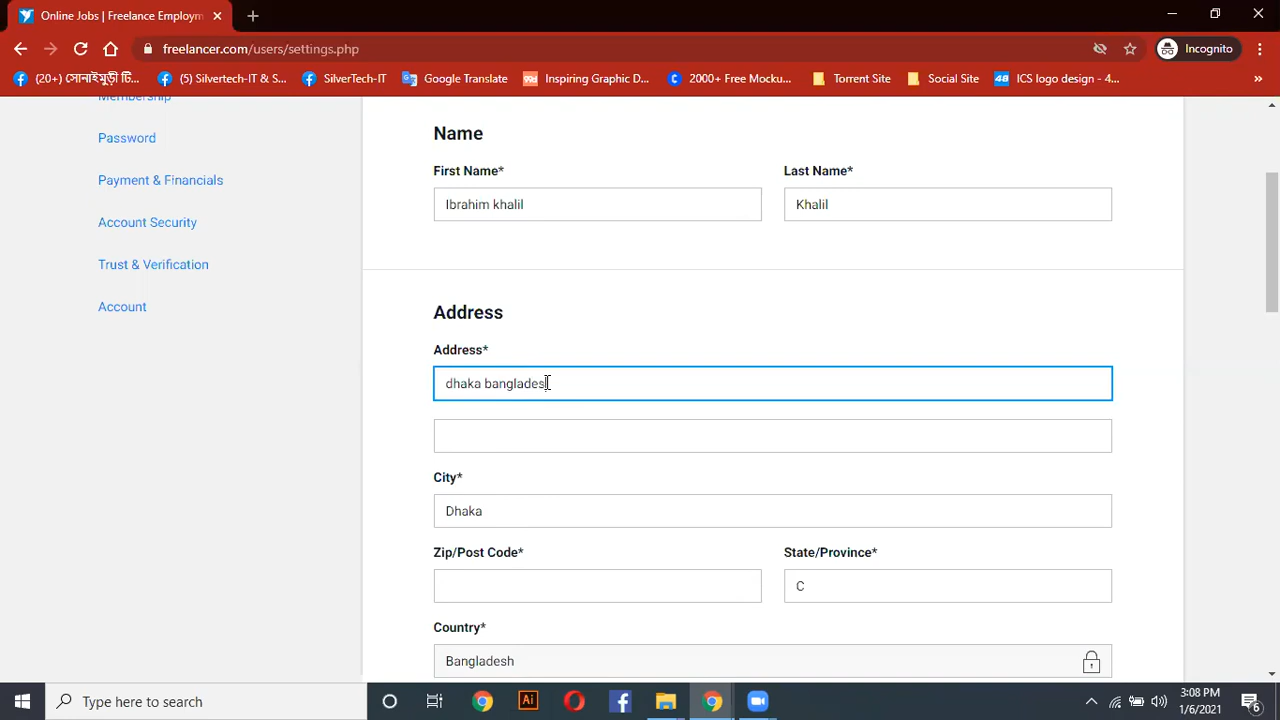 Online Jobs | Freelance Employm
freelancer.com/users/settings.php
Incognito
(20+) সোনাইমুড়ী টি...
(5) Silvertech-IT & S...
SilverTech-IT
Google Translate
Inspiring Graphic D...
2000+ Free Mocku...
Torrent Site
Social Site
ICS logo design - 4...
»
Membership
Password
Payment & Financials
Account Security
Trust & Verification
Account
Name
First Name*
Last Name*
Ibrahim khalil
Khalil
Address
Address*
dhaka banglades
City*
Dhaka
Zip/Post Code*
State/Province*
C
Country*
Bangladesh
Type here to search
Ai
3:08 PM
1/6/2021
6